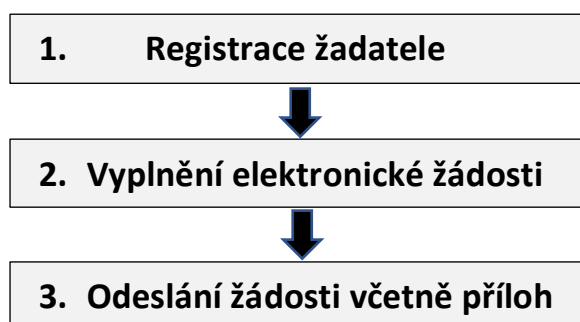 1. Registrace žadatele
2. Vyplnění elektronické žádosti
3. Odeslání žádosti včetně příloh